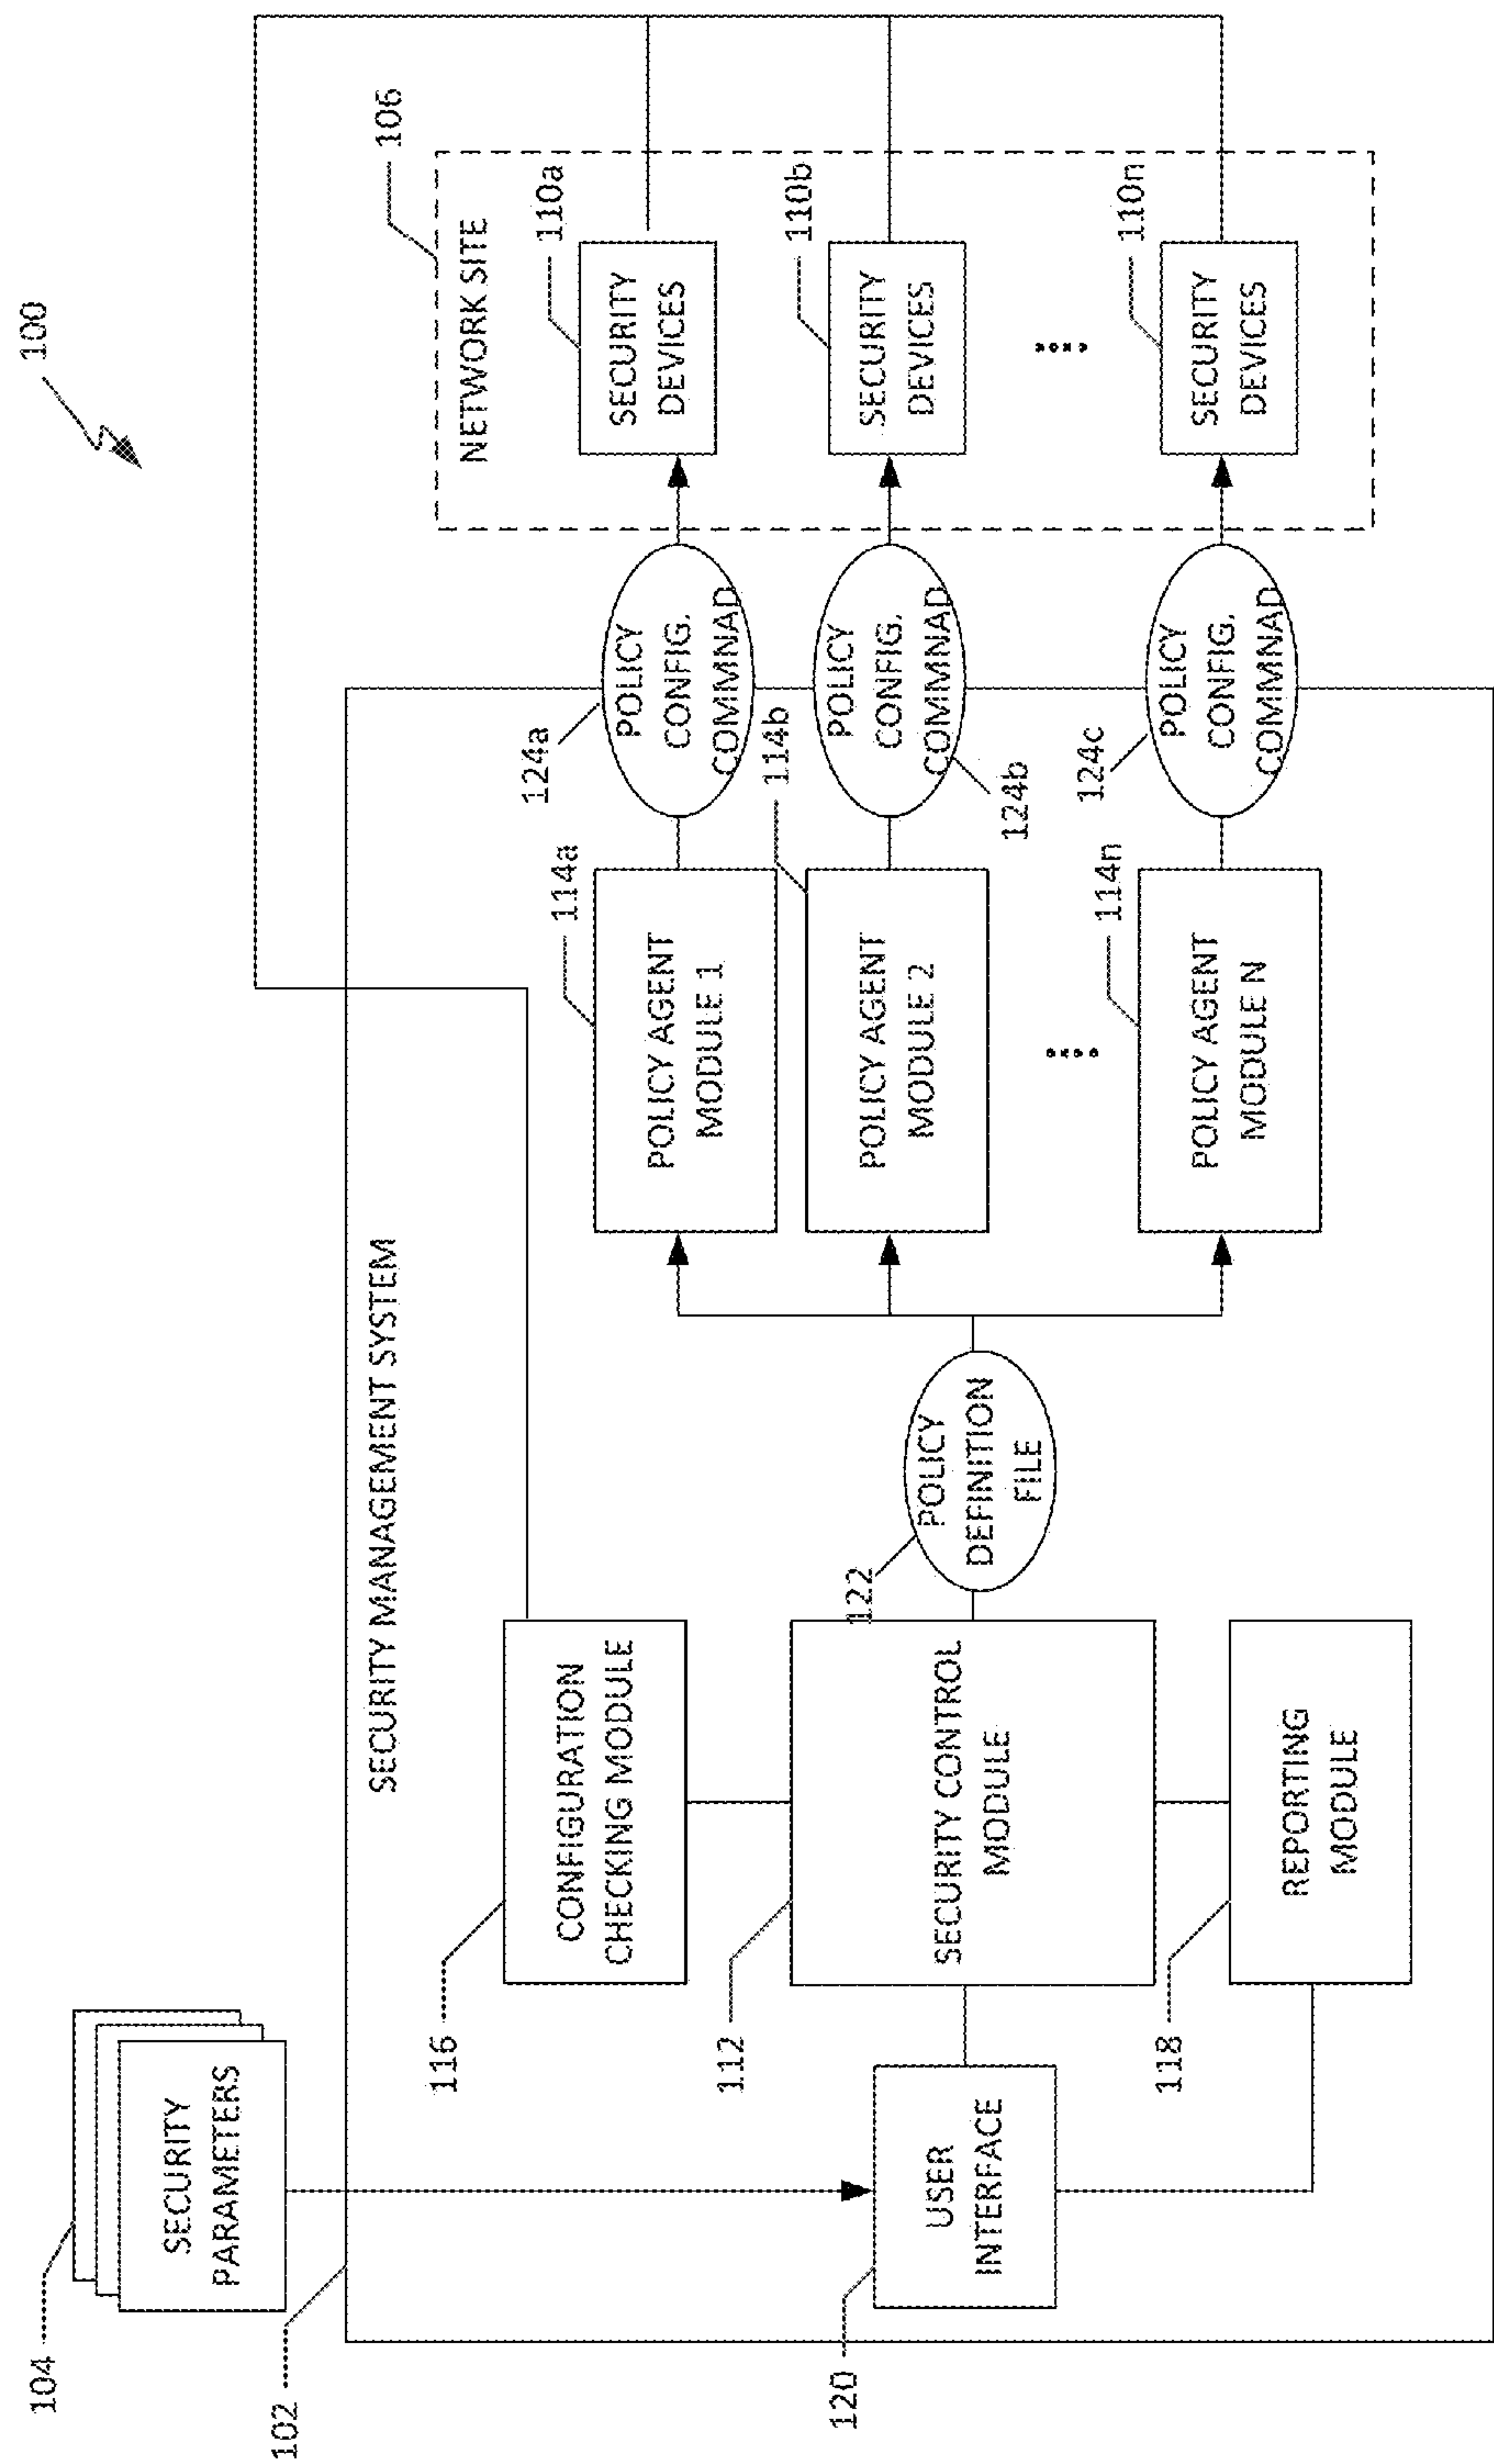 100
104
SECURITY
PARAMETERS
102
SECURITY MANAGEMENT SYSTEM
106
NETWORK SITE
116
CONFIGURATION
CHECKING MODULE
112
SECURITY CONTROL
MODULE
120
USER
INTERFACE
118
REPORTING
MODULE
122
POLICY
DEFINITION
FILE
114a
POLICY AGENT
MODULE 1
114b
POLICY AGENT
MODULE 2
114n
POLICY AGENT
MODULE N
124a
POLICY
CONFIG.
COMMNAD
124b
POLICY
CONFIG.
COMMNAD
124c
POLICY
CONFIG.
COMMNAD
110a
SECURITY
DEVICES
110b
SECURITY
DEVICES
110n
SECURITY
DEVICES